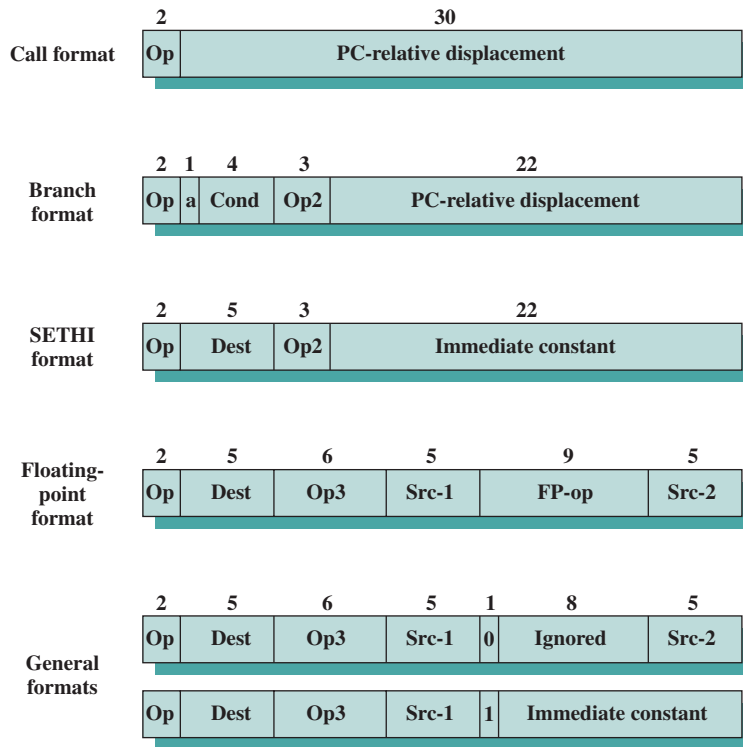 2 30
Call format Op PC-relative displacement
2 1 4 3 22
Branch
format
Op a Cond Op2 PC-relative displacement
2 5 3 22
SETHI
format
Op Dest Op2 Immediate constant
2 5 6 5 9 5
Floating-
point
format
Op Dest Op3 Src-1 FP-op Src-2
2 5 6 5 1 8 5
Op Dest Op3 Src-1 0 Ignored Src-2
General
formats
Op Dest Op3 Src-1 1 Immediate constant